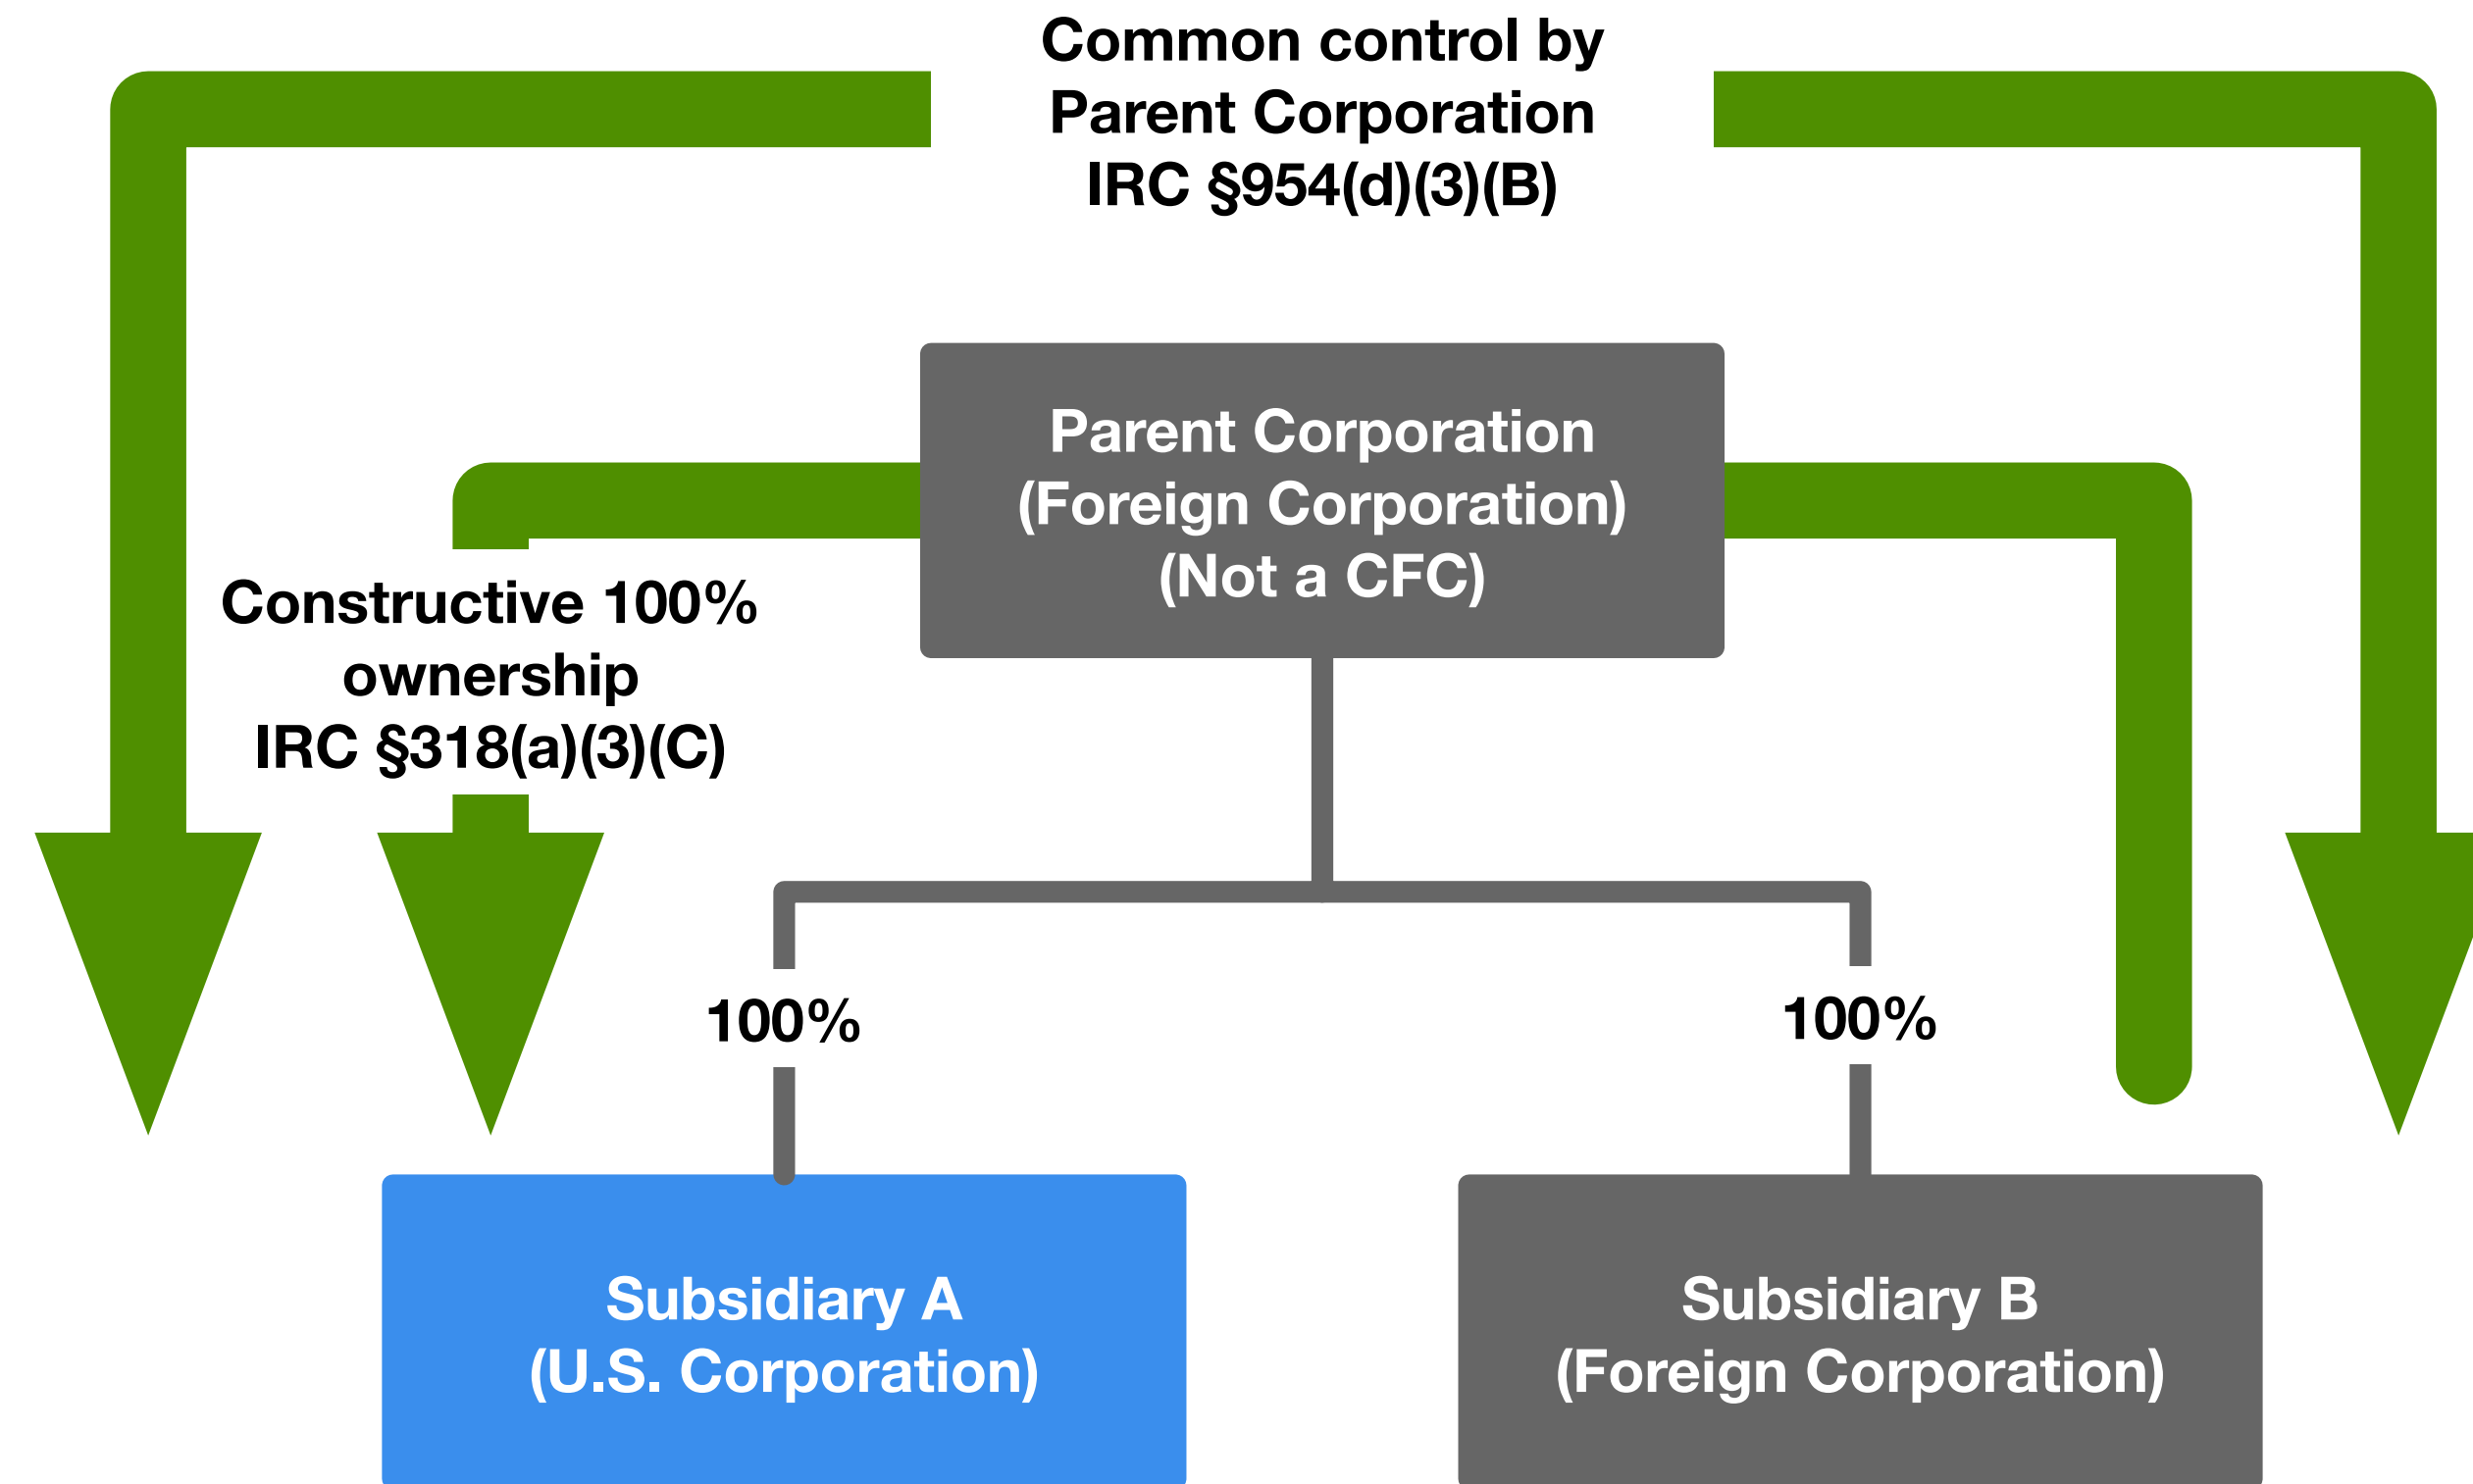 Common control by
Parent Corporation
IRC §954(d)(3)(B)
Parent Corporation
(Foreign Corporation)
(Not a CFC)
Constructive 100%
ownership
IRC §318(a)(3)(C)
100%
100%
Subsidiary A
(U.S. Corporation)
Subsidiary B
(Foreign Corporation)